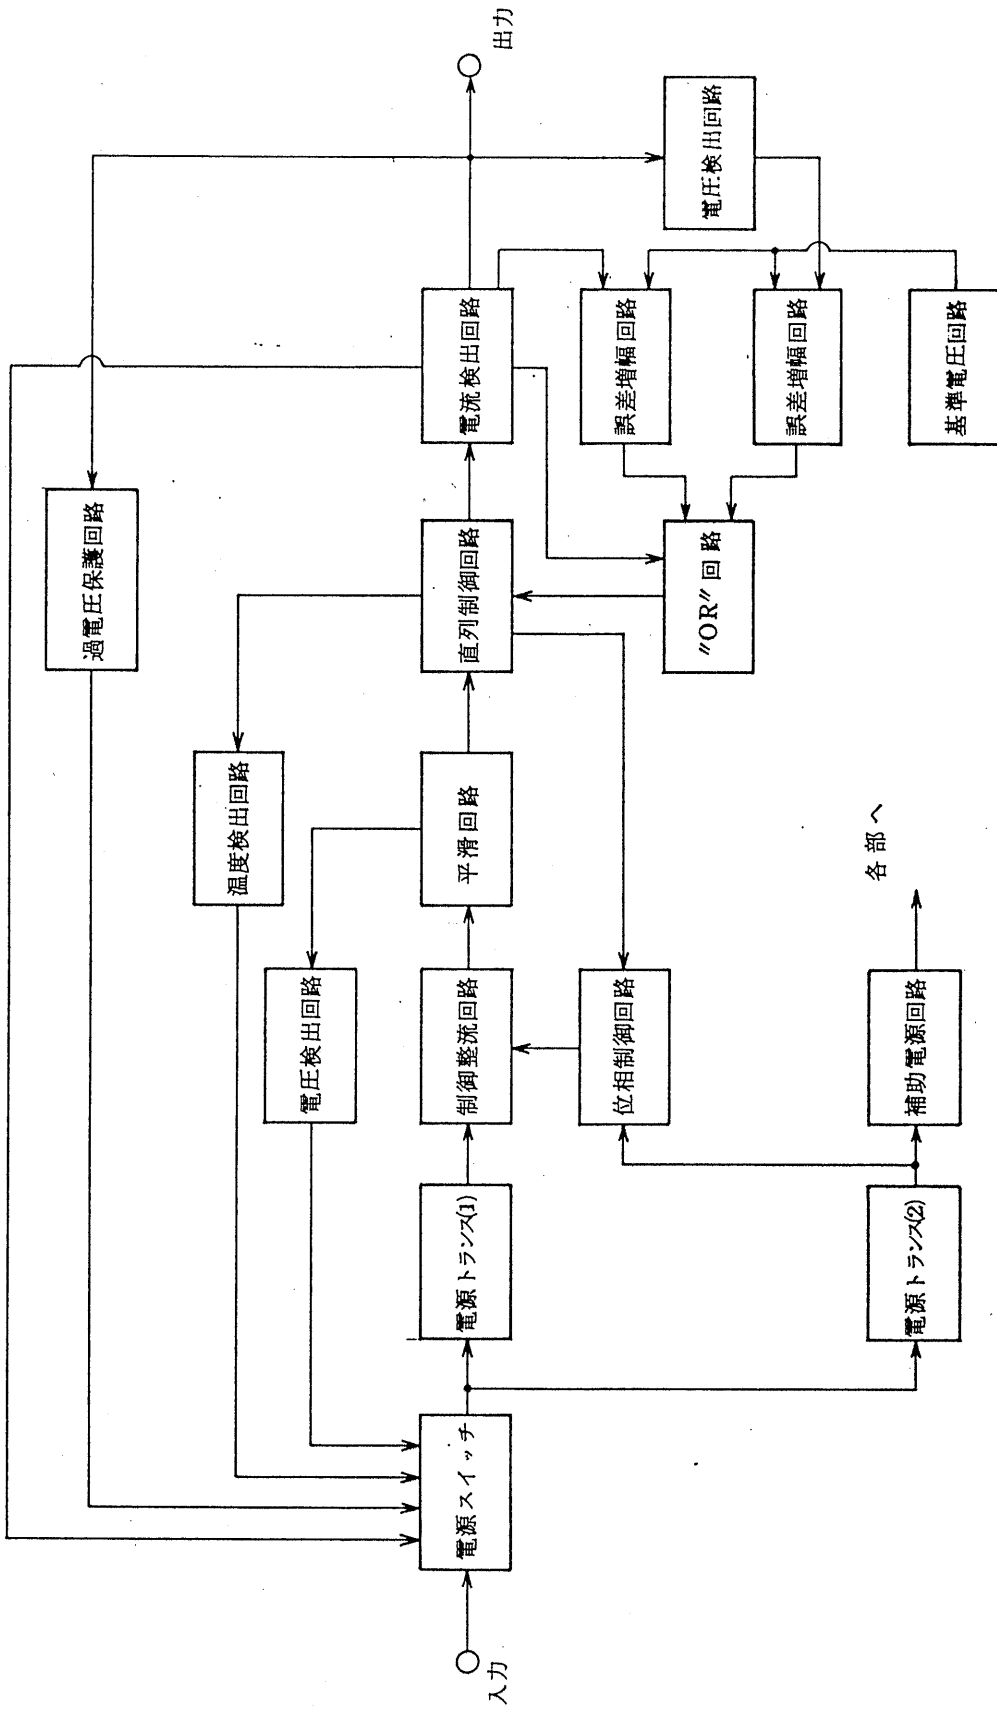 過電圧保護回路
温度検出回路
電圧検出回路
入力
電源スイッチ
電源トランス(1)
制御整流回路
平滑回路
直列制御回路
電流検出回路
出力
位相制御回路
"OR"回路
誤差増幅回路
電圧検出回路
誤差増幅回路
電源トランス(2)
補助電源回路
各部へ
基準電圧回路